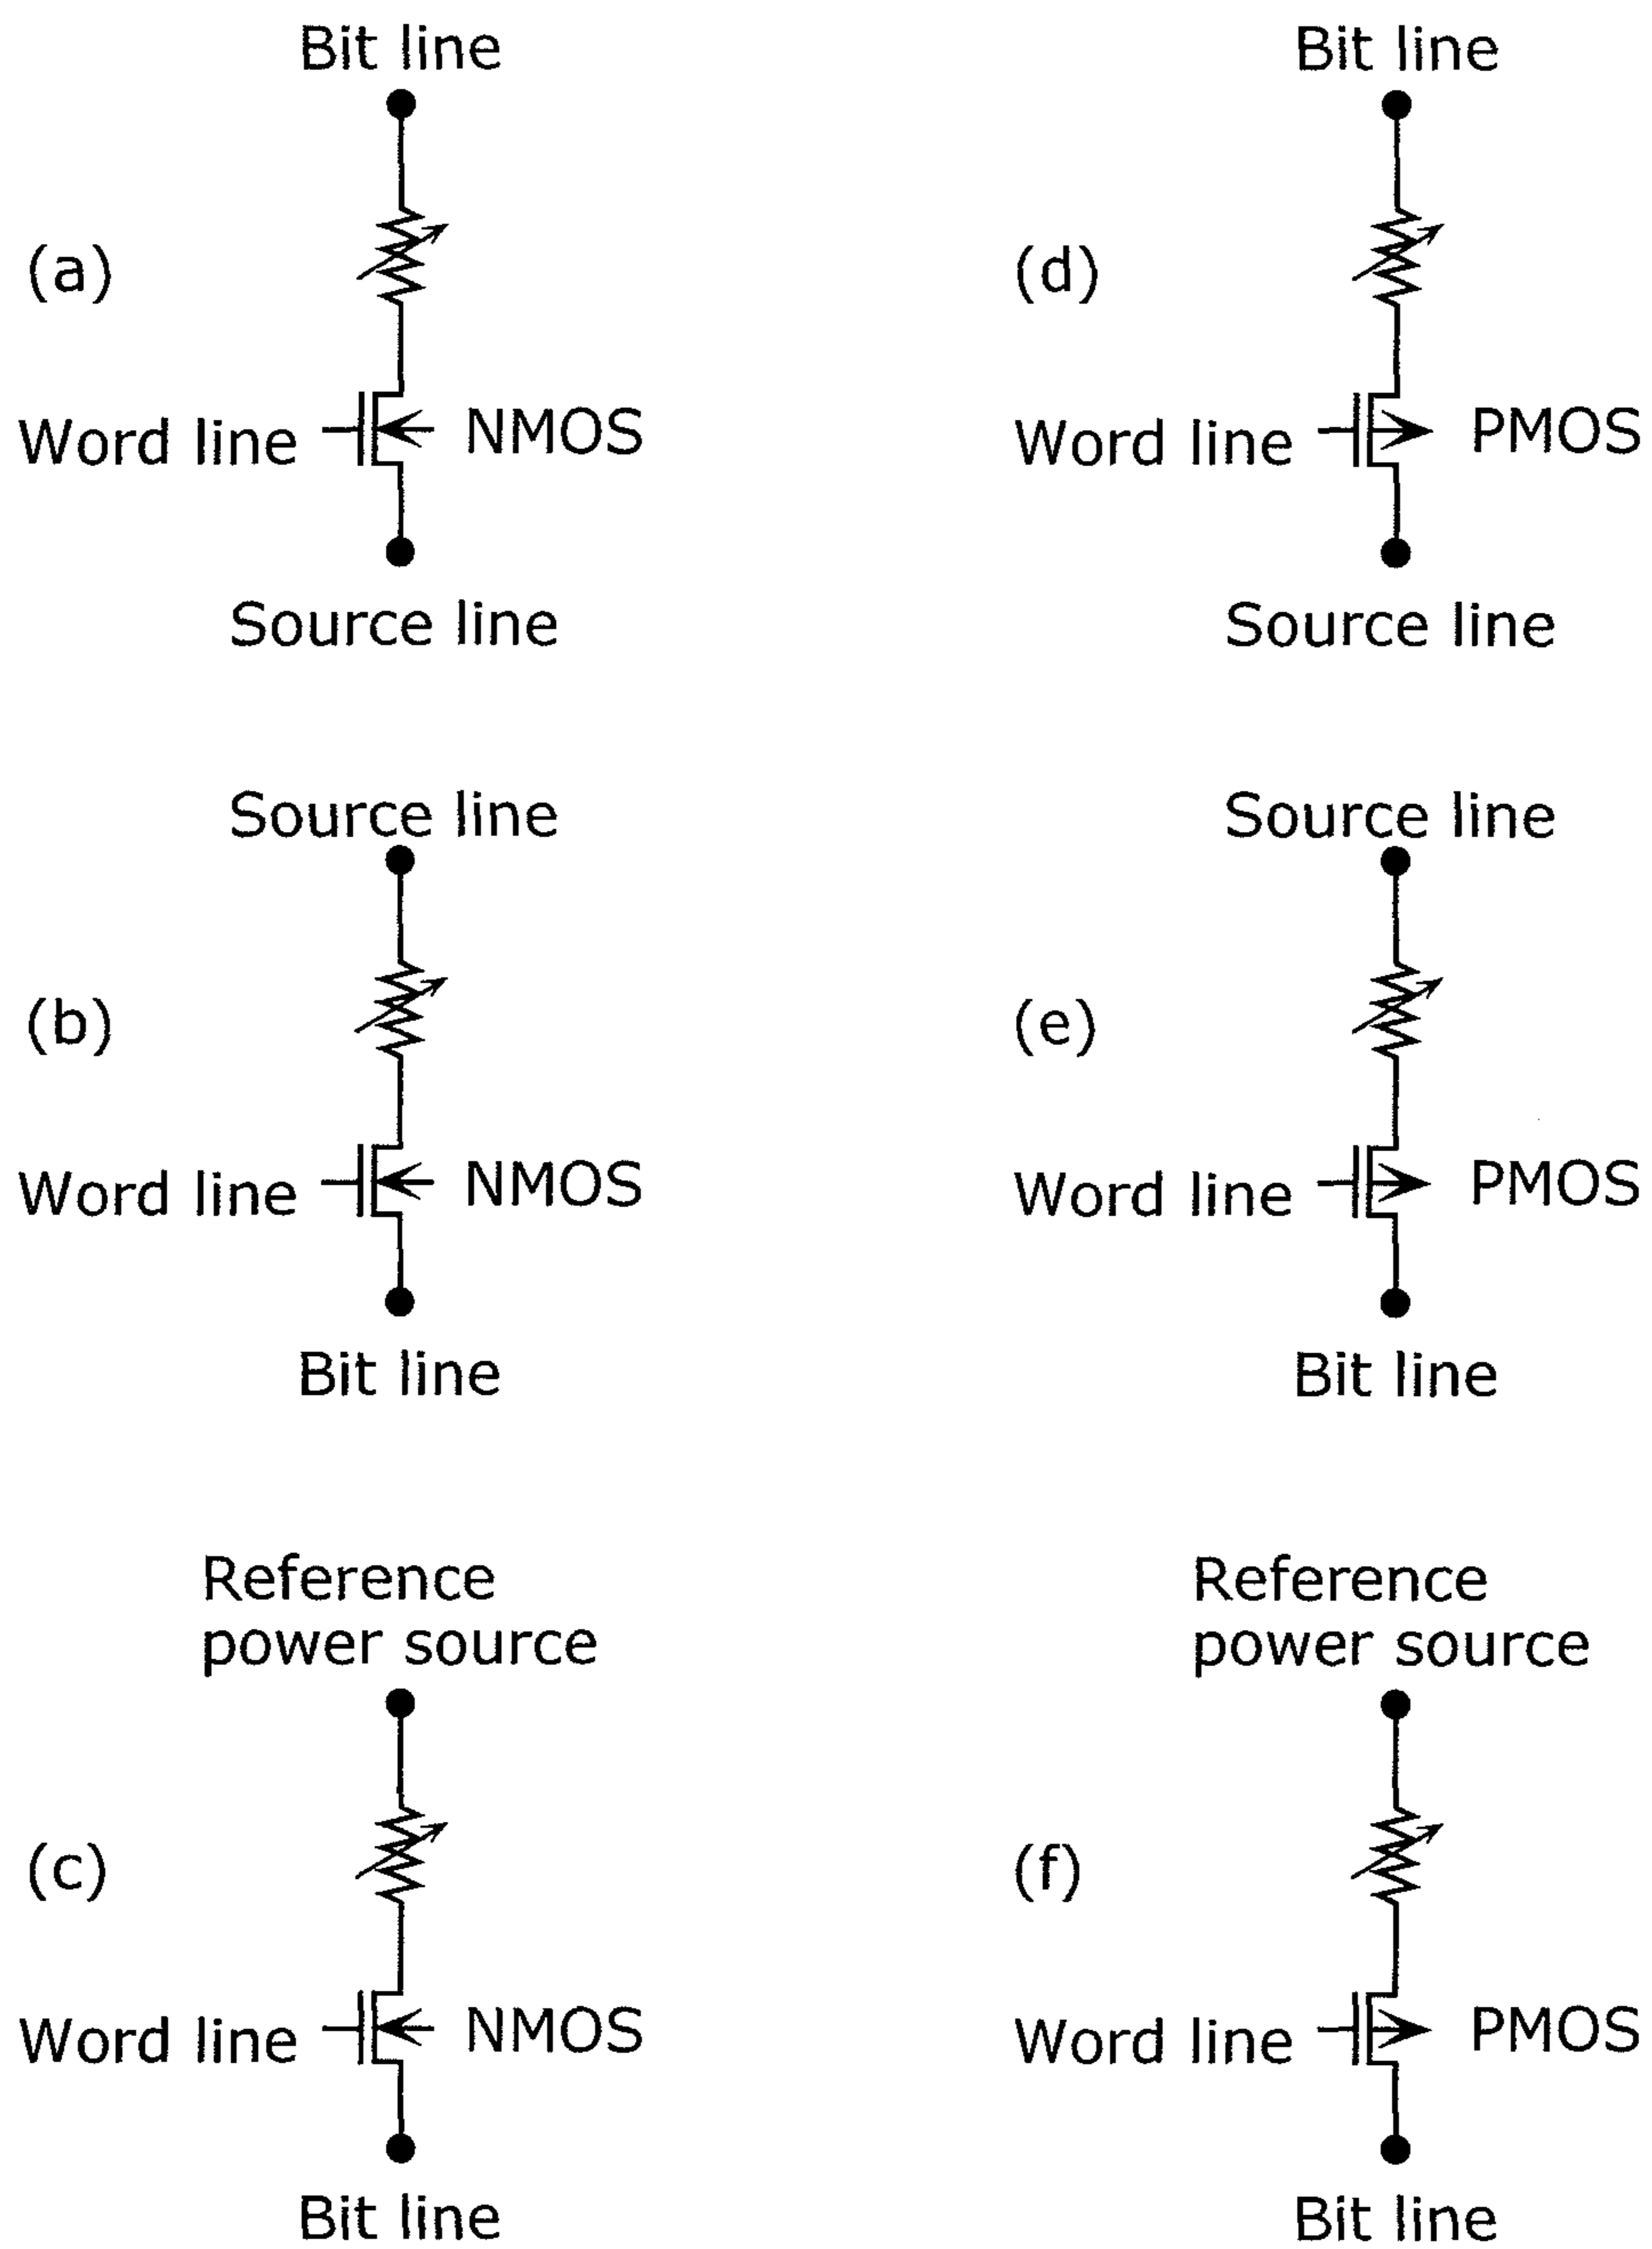 Bit line
(a)
Word line
NMOS
Source line
Source line
(b)
Word line
NMOS
Bit line
Reference
power source
(c)
Word line
NMOS
Bit line
Bit line
(d)
Word line
PMOS
Source line
Source line
(e)
Word line
PMOS
Bit line
Reference
power source
(f)
Word line
PMOS
Bit line